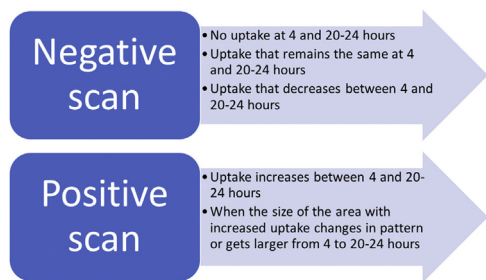 Negative
scan
• No uptake at 4 and 20-24 hours
• Uptake that remains the same at 4
and 20-24 hours
• Uptake that decreases between 4 and
20-24 hours
Positive
scan
• Uptake increases between 4 and 20-
24 hours
• When the size of the area with
increased uptake changes in pattern
or gets larger from 4 to 20-24 hours